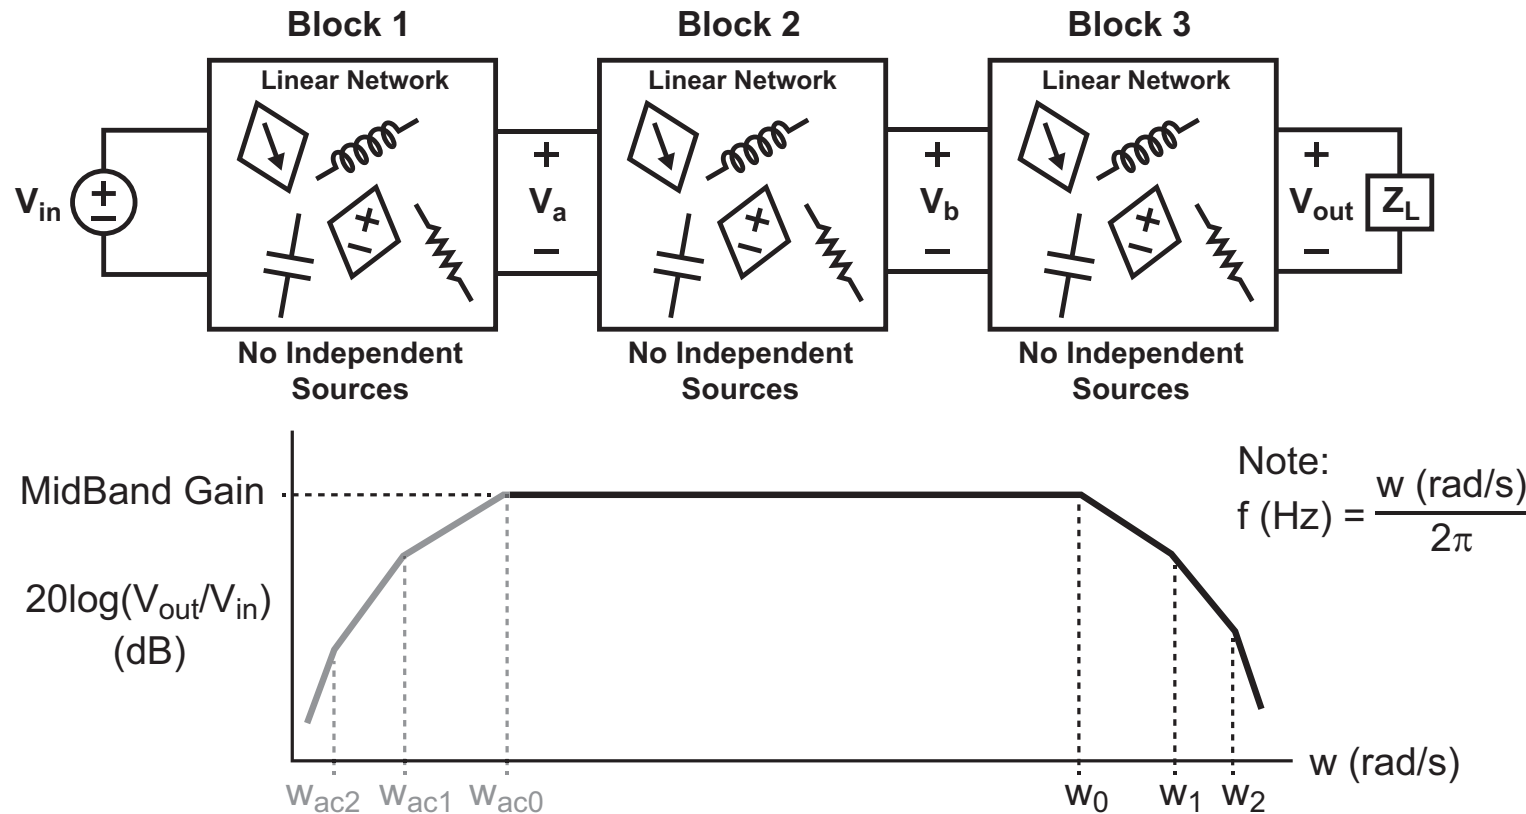 Block 1
Block 2
Block 3
Linear Network
Linear Network
Linear Network
V_in
+
−
+
V_a
−
+
V_b
−
+
V_out
−
Z_L
No Independent
Sources
No Independent
Sources
No Independent
Sources
MidBand Gain
20log(V_out/V_in)
(dB)
Note:
f (Hz) = w (rad/s)
2π
w (rad/s)
w_ac2
w_ac1
w_ac0
w_0
w_1
w_2